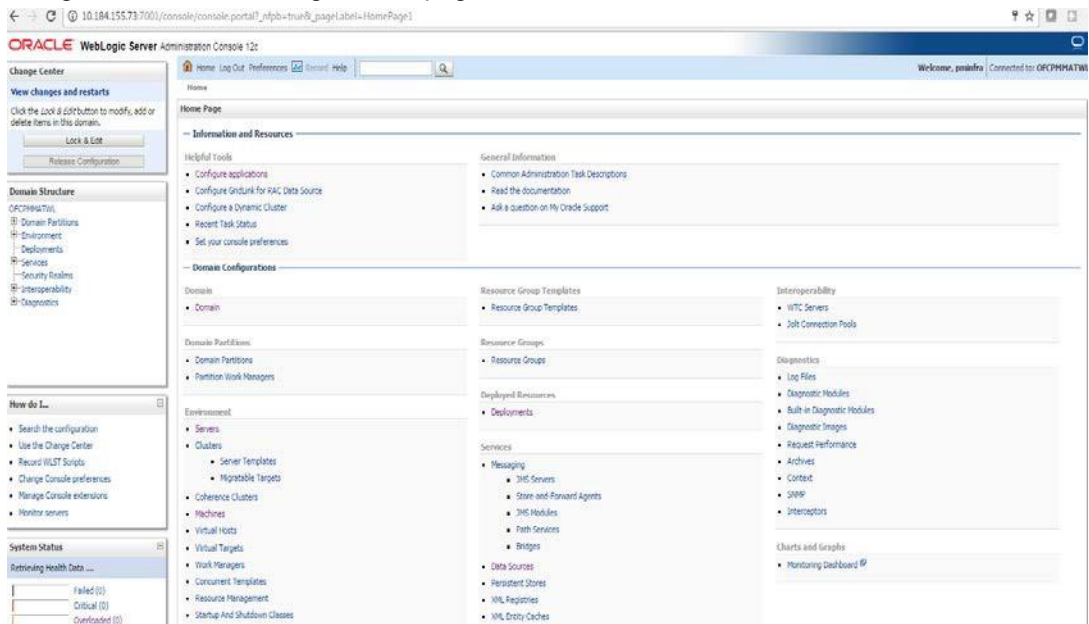 10.184.155.73:7001/console/console.portal?_nfpb=true&_pageLabel=HomePage1
ORACLE WebLogic Server Administration Console 12c
Change Center
View changes and restarts
Click the Lock & Edit button to modify, add or
delete items in this domain.
Lock & Edit
Release Configuration
Domain Structure
OFCPMMATWL
Domain Partitions
Environment
Deployments
Services
Security Realms
Interoperability
Diagnostics
How do I...
Search the configuration
Use the Change Center
Record WLST Scripts
Change Console preferences
Manage Console extensions
Monitor servers
System Status
Retrieving Health Data ....
Failed (0)
Critical (0)
Overloaded (0)
Home Log Out Preferences Record Help
Welcome, pminfra Connected to: OFCPMMATWL
Home
Home Page
Information and Resources
Helpful Tools
Configure applications
Configure GridLink for RAC Data Source
Configure a Dynamic Cluster
Recent Task Status
Set your console preferences
General Information
Common Administration Task Descriptions
Read the documentation
Ask a question on My Oracle Support
Domain Configurations
Domain
Domain
Domain Partitions
Domain Partitions
Partition Work Managers
Environment
Servers
Clusters
Server Templates
Migratable Targets
Coherence Clusters
Machines
Virtual Hosts
Virtual Targets
Work Managers
Concurrent Templates
Resource Management
Startup And Shutdown Classes
Resource Group Templates
Resource Group Templates
Resource Groups
Resource Groups
Deployed Resources
Deployments
Services
Messaging
JMS Servers
Store-and-Forward Agents
JMS Modules
Path Services
Bridges
Data Sources
Persistent Stores
XML Registries
XML Entity Caches
Interoperability
WTC Servers
Jolt Connection Pools
Diagnostics
Log Files
Diagnostic Modules
Built-in Diagnostic Modules
Diagnostic Images
Request Performance
Archives
Context
SNMP
Interceptors
Charts and Graphs
Monitoring Dashboard